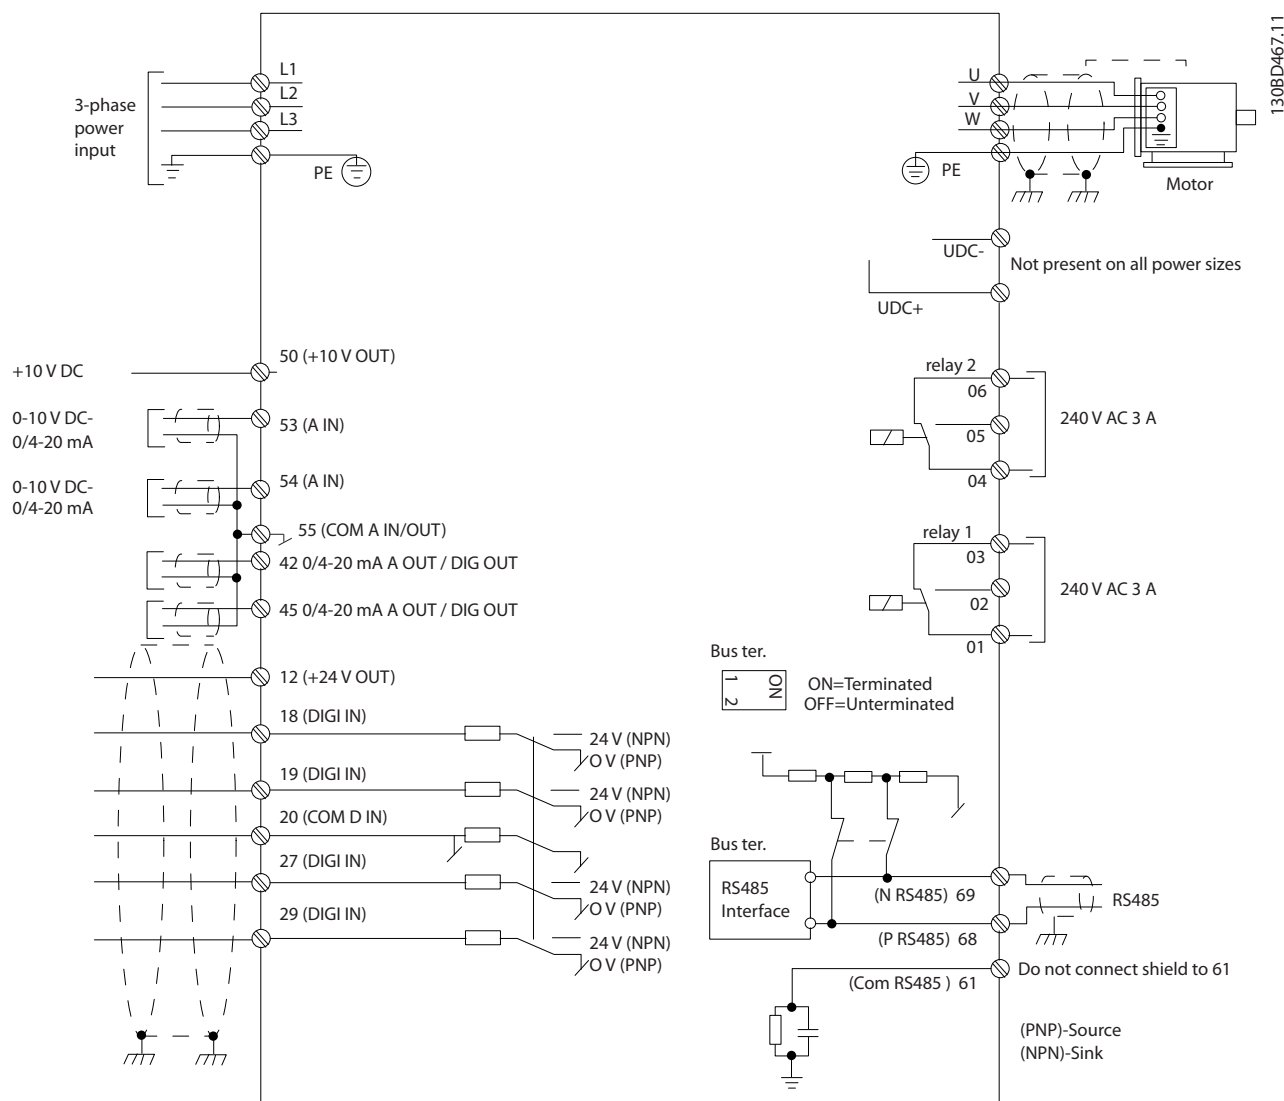 130BD467.11
L1
L2
L3
3-phase
power
input
PE
U
V
W
PE
Motor
UDC-
Not present on all power sizes
UDC+
+10 V DC
50 (+10 V OUT)
0-10 V DC-
0/4-20 mA
53 (A IN)
0-10 V DC-
0/4-20 mA
54 (A IN)
55 (COM A IN/OUT)
42 0/4-20 mA A OUT / DIG OUT
45 0/4-20 mA A OUT / DIG OUT
12 (+24 V OUT)
18 (DIGI IN)
24 V (NPN)
O V (PNP)
19 (DIGI IN)
24 V (NPN)
O V (PNP)
20 (COM D IN)
27 (DIGI IN)
24 V (NPN)
O V (PNP)
29 (DIGI IN)
24 V (NPN)
O V (PNP)
relay 2
06
05
04
240 V AC 3 A
relay 1
03
02
01
240 V AC 3 A
Bus ter.
1
2
ON
ON=Terminated
OFF=Unterminated
Bus ter.
RS485
Interface
(N RS485) 69
RS485
(P RS485) 68
(Com RS485 ) 61
Do not connect shield to 61
(PNP)-Source
(NPN)-Sink